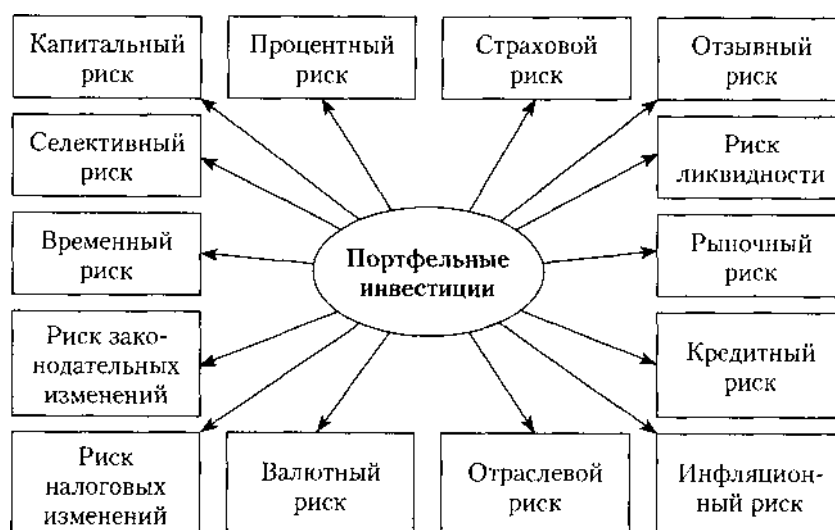 Капитальный
риск
Процентный
риск
Страховой
риск
Отзывный
риск
Селективный
риск
Риск
ликвидности
Временный
риск
Портфельные
инвестиции
Рыночный
риск
Риск зако-
нодательных
изменений
Кредитный
риск
Риск
налоговых
изменений
Валютный
риск
Отраслевой
риск
Инфляцион-
ный риск